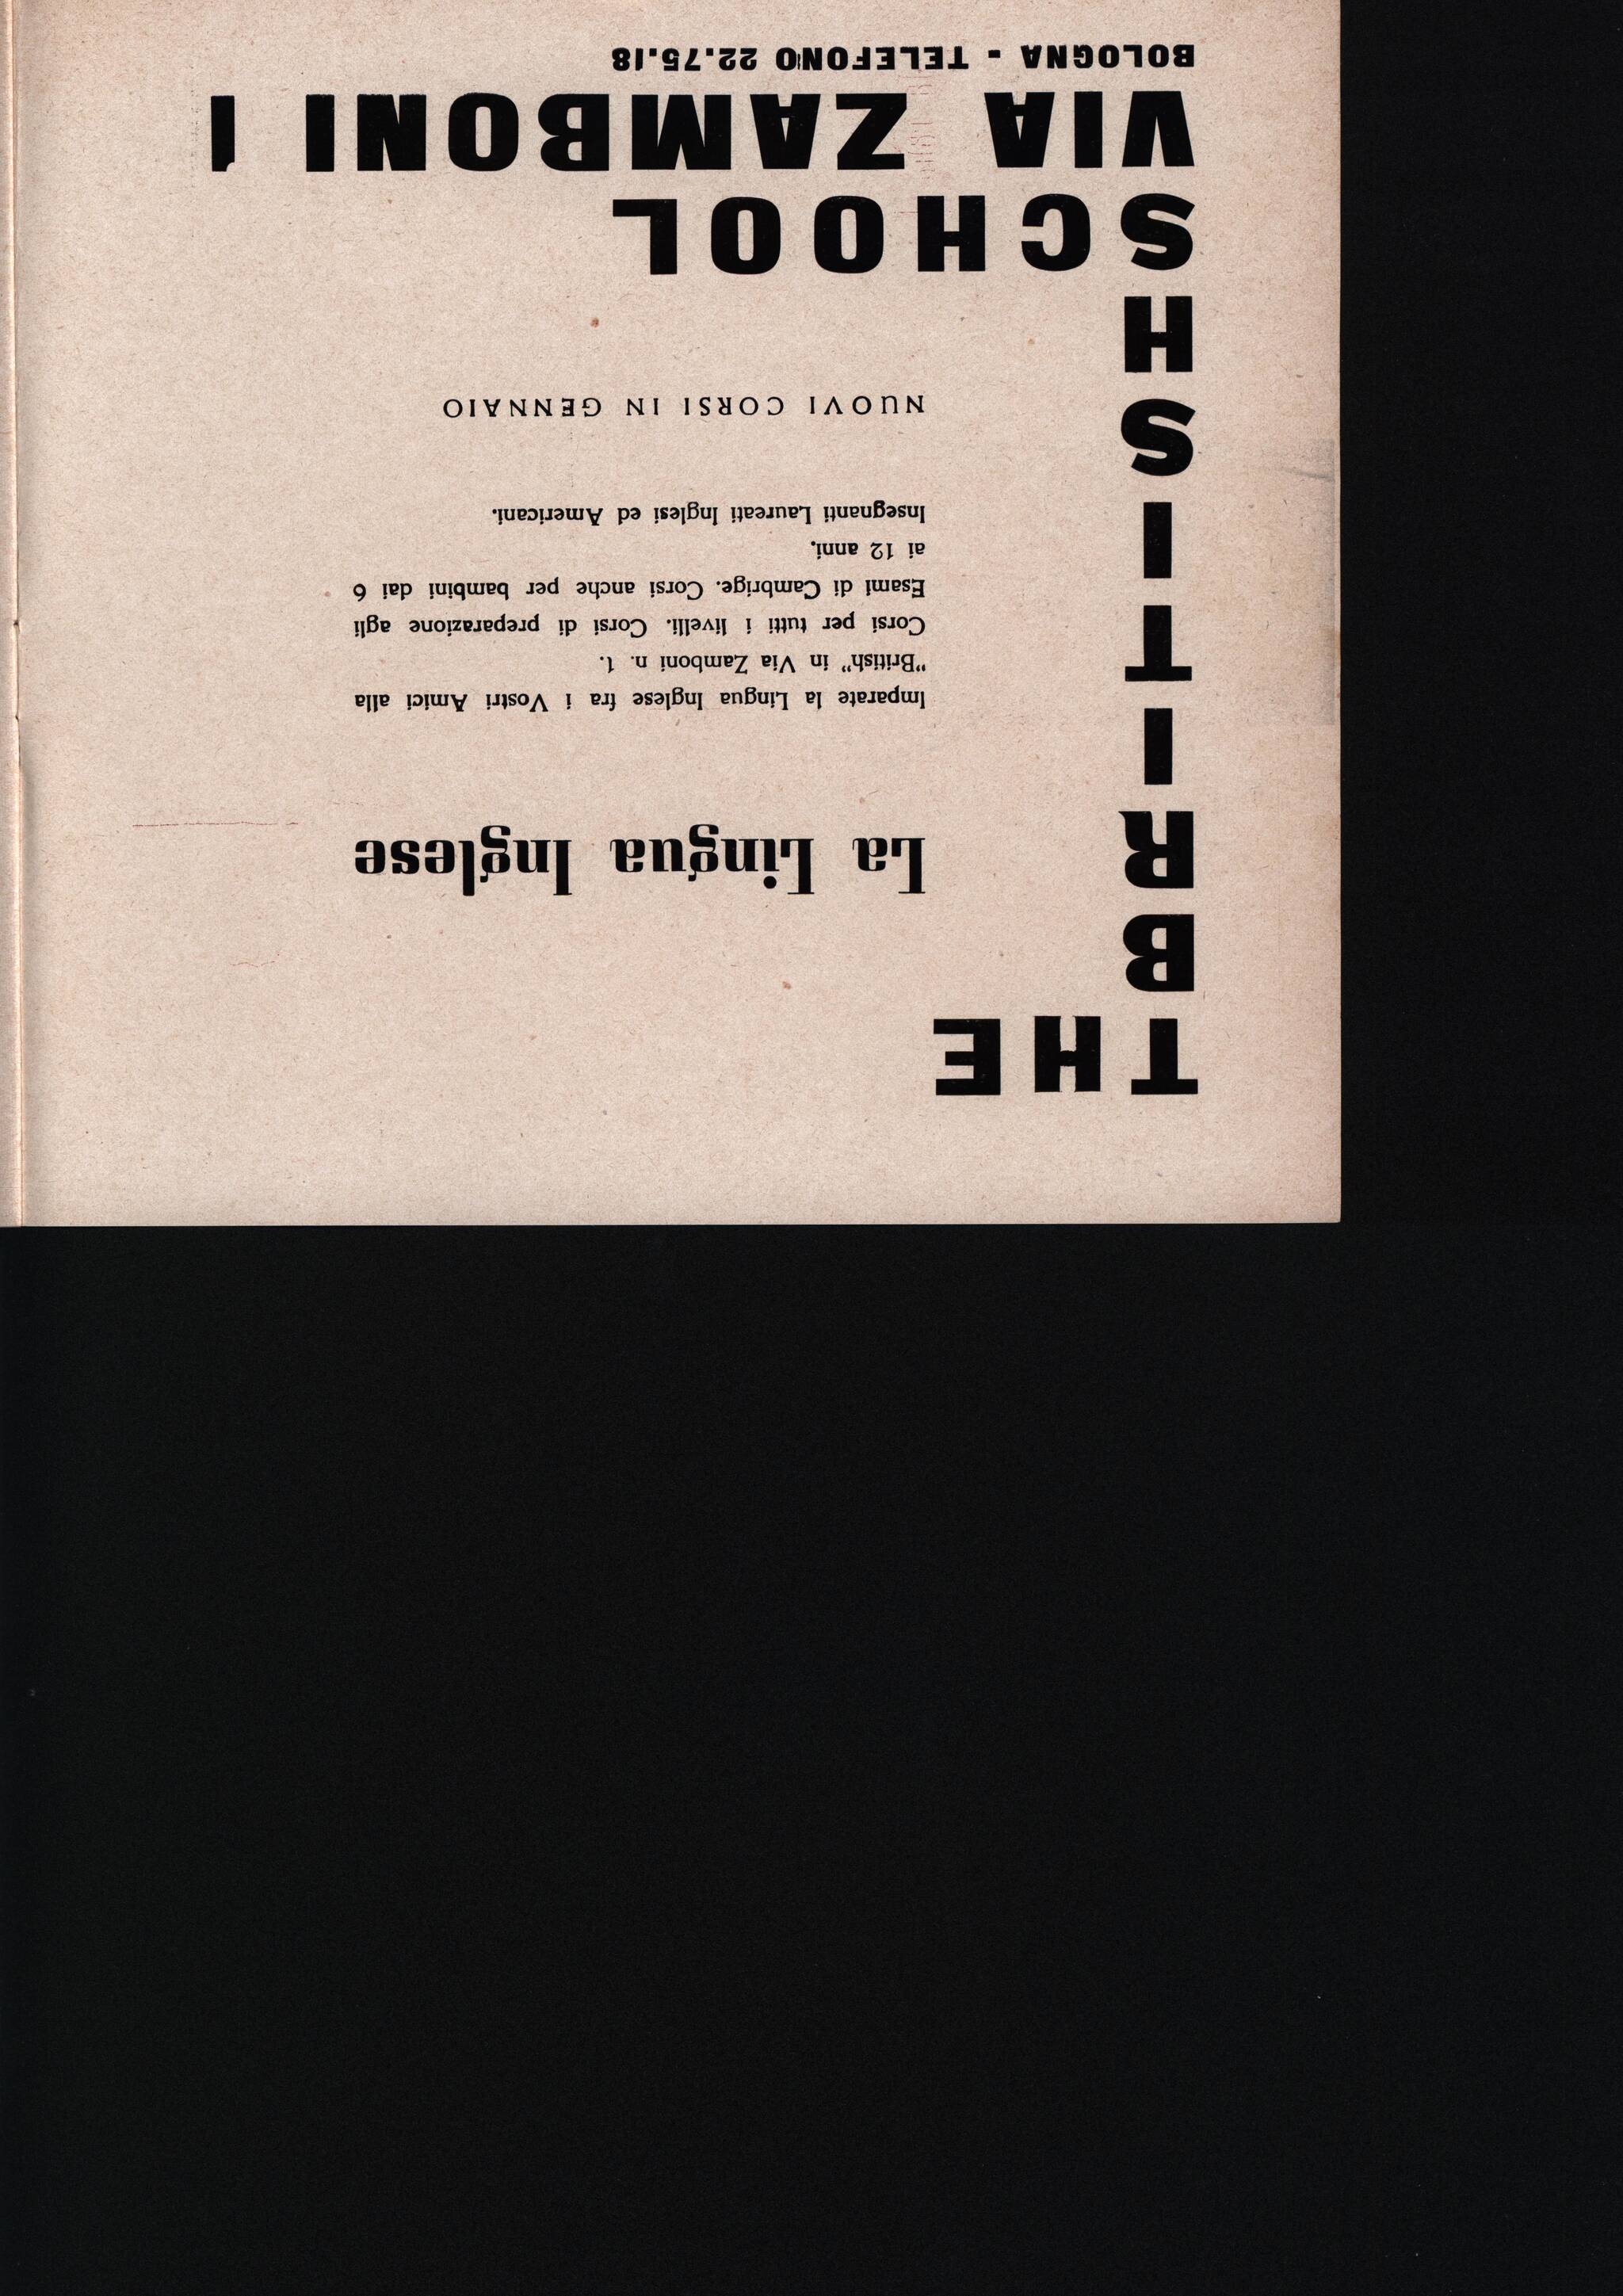 THE
B
R
I
T
I
S
H
SCHOOL
La Lingua Inglese
Imparate la Lingua Inglese fra i Vostri Amici alla
"British" in Via Zamboni n. 1.
Corsi per tutti i livelli. Corsi di preparazione agli
Esami di Cambrige. Corsi anche per bambini dai 6
ai 12 anni.
Insegnanti Laureati Inglesi ed Americani.
NUOVI CORSI IN GENNAIO
VIA ZAMBONI 1
BOLOGNA - TELEFONO 22.75.18